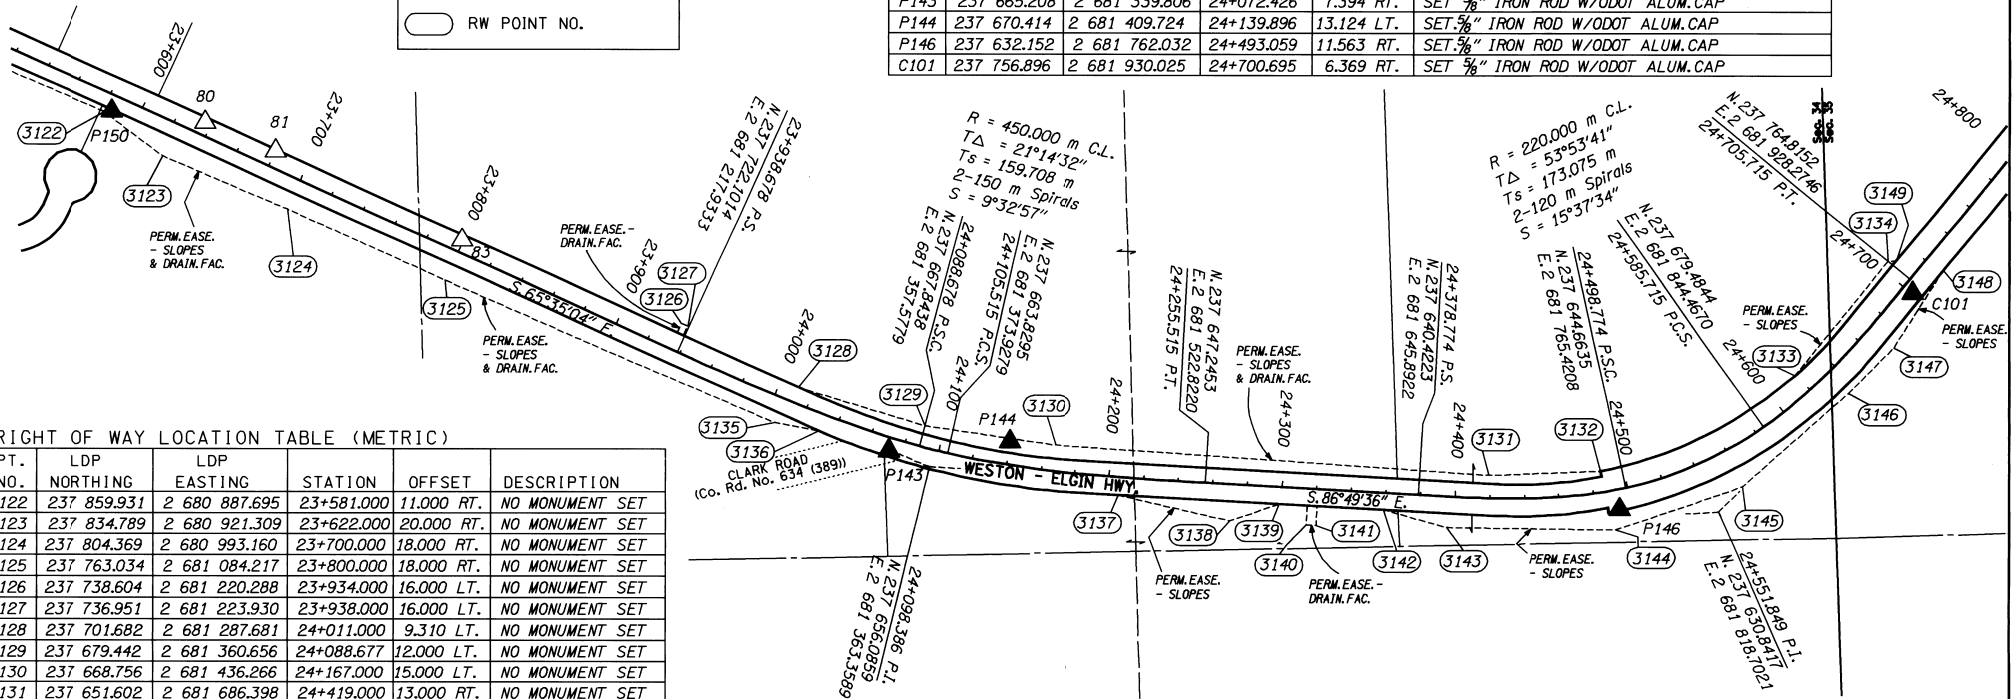 RW POINT NO.
P143 237 665.208 2 681 339.806 24+072.426 7.394 RT. SET ⅝" IRON ROD W/ODOT ALUM.CAP
P144 237 670.414 2 681 409.724 24+139.896 13.124 LT. SET.⅝" IRON ROD W/ODOT ALUM.CAP
P146 237 632.152 2 681 762.032 24+493.059 11.563 RT. SET.⅝" IRON ROD W/ODOT ALUM.CAP
C101 237 756.896 2 681 930.025 24+700.695 6.369 RT. SET ⅝" IRON ROD W/ODOT ALUM.CAP
23+600
80
81
23+700
3122
P150
3123
PERM.EASE.
- SLOPES
& DRAIN.FAC.
3124
23+800
83
3125
PERM.EASE.
- SLOPES
& DRAIN.FAC.
S. 65°35'04" E.
PERM.EASE.-
DRAIN.FAC.
23+900
3127
3126
23+938.678 P.S.
N. 237 722.1014
E. 2 681 217.9333
24+000
3128
R = 450.000 m C.L.
T∆ = 21°14'32"
Ts = 159.708 m
2-150 m Spirals
S = 9°32'57"
24+088.678 P.S.C.
N. 237 667.8438
E. 2 681 357.5779
N. 237 663.8295
E. 2 681 373.9279
24+105.515 P.C.S.
24+100
3129
P144
3130
24+200
3135
3136
CLARK ROAD
(Co. Rd. No. 634 (389))
P143
WESTON - ELGIN HWY
24+098.386 P.I.
N. 237 656.0859
E. 2 681 363.3589
N. 237 647.2453
E. 2 681 522.8220
24+255.515 P.T.
PERM.EASE.
- SLOPES
& DRAIN.FAC.
24+300
3137
3138
3139
PERM.EASE.
- SLOPES
3140
3141
PERM.EASE.-
DRAIN.FAC.
S. 86°49'36" E.
24+378.774 P.S.
N. 237 640.4223
E. 2 681 645.8922
24+400
3131
3142
3143
PERM.EASE.
- SLOPES
3132
24+498.774 P.S.C.
N. 237 644.6635
E. 2 681 765.4208
24+500
R = 220.000 m C.L.
T∆ = 53°53'41"
Ts = 173.075 m
2-120 m Spirals
S = 15°37'34"
N. 237 679.4844
E. 2 681 844.4670
24+585.715 P.C.S.
24+600
P146
3144
3145
24+551.849 P.I.
N. 237 630.8417
E. 2 681 818.7021
3133
PERM.EASE.
- SLOPES
N. 237 764.8152
E. 2 681 928.2746
24+705.715 P.T.
Sec. 34
Sec. 35
24+700
3134
3149
24+800
3148
C101
PERM.EASE.
- SLOPES
3147
3146
RIGHT OF WAY LOCATION TABLE (METRIC)
PT. LDP LDP
NO. NORTHING EASTING STATION OFFSET DESCRIPTION
122 237 859.931 2 680 887.695 23+581.000 11.000 RT. NO MONUMENT SET
123 237 834.789 2 680 921.309 23+622.000 20.000 RT. NO MONUMENT SET
124 237 804.369 2 680 993.160 23+700.000 18.000 RT. NO MONUMENT SET
125 237 763.034 2 681 084.217 23+800.000 18.000 RT. NO MONUMENT SET
126 237 738.604 2 681 220.288 23+934.000 16.000 LT. NO MONUMENT SET
127 237 736.951 2 681 223.930 23+938.000 16.000 LT. NO MONUMENT SET
128 237 701.682 2 681 287.681 24+011.000 9.310 LT. NO MONUMENT SET
129 237 679.442 2 681 360.656 24+088.677 12.000 LT. NO MONUMENT SET
130 237 668.756 2 681 436.266 24+167.000 15.000 LT. NO MONUMENT SET
131 237 651.602 2 681 686.398 24+419.000 13.000 RT. NO MONUMENT SET